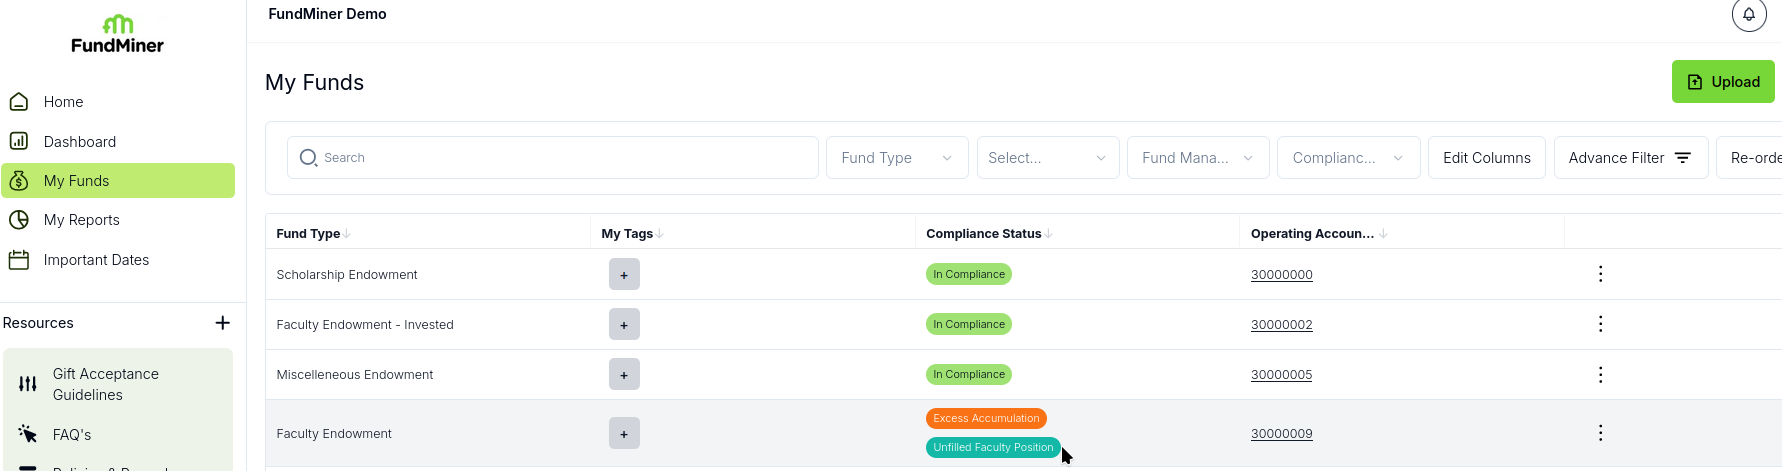 FundMiner
Home
Dashboard
My Funds
My Reports
Important Dates
Resources
Gift Acceptance
Guidelines
FAQ's
FundMiner Demo
My Funds
Upload
Search
Fund Type
Select...
Fund Mana...
Complianc...
Edit Columns
Advance Filter
Re-orde
Fund Type My Tags Compliance Status Operating Accoun...
Scholarship Endowment + In Compliance 30000000
Faculty Endowment - Invested + In Compliance 30000002
Miscelleneous Endowment + In Compliance 30000005
Faculty Endowment + Excess Accumulation 30000009
Unfilled Faculty Position